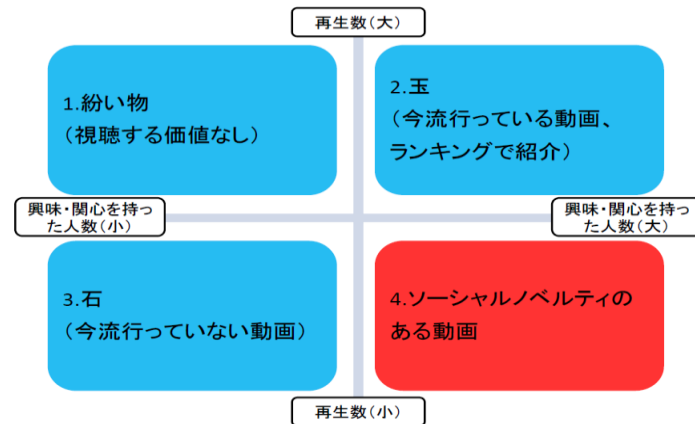 再生数(大)
1.紛い物
(視聴する価値なし)
2.玉
(今流行っている動画、
ランキングで紹介)
興味・関心を持っ
た人数(小)
興味・関心を持っ
た人数(大)
3.石
(今流行っていない動画)
4.ソーシャルノベルティの
ある動画
再生数(小)